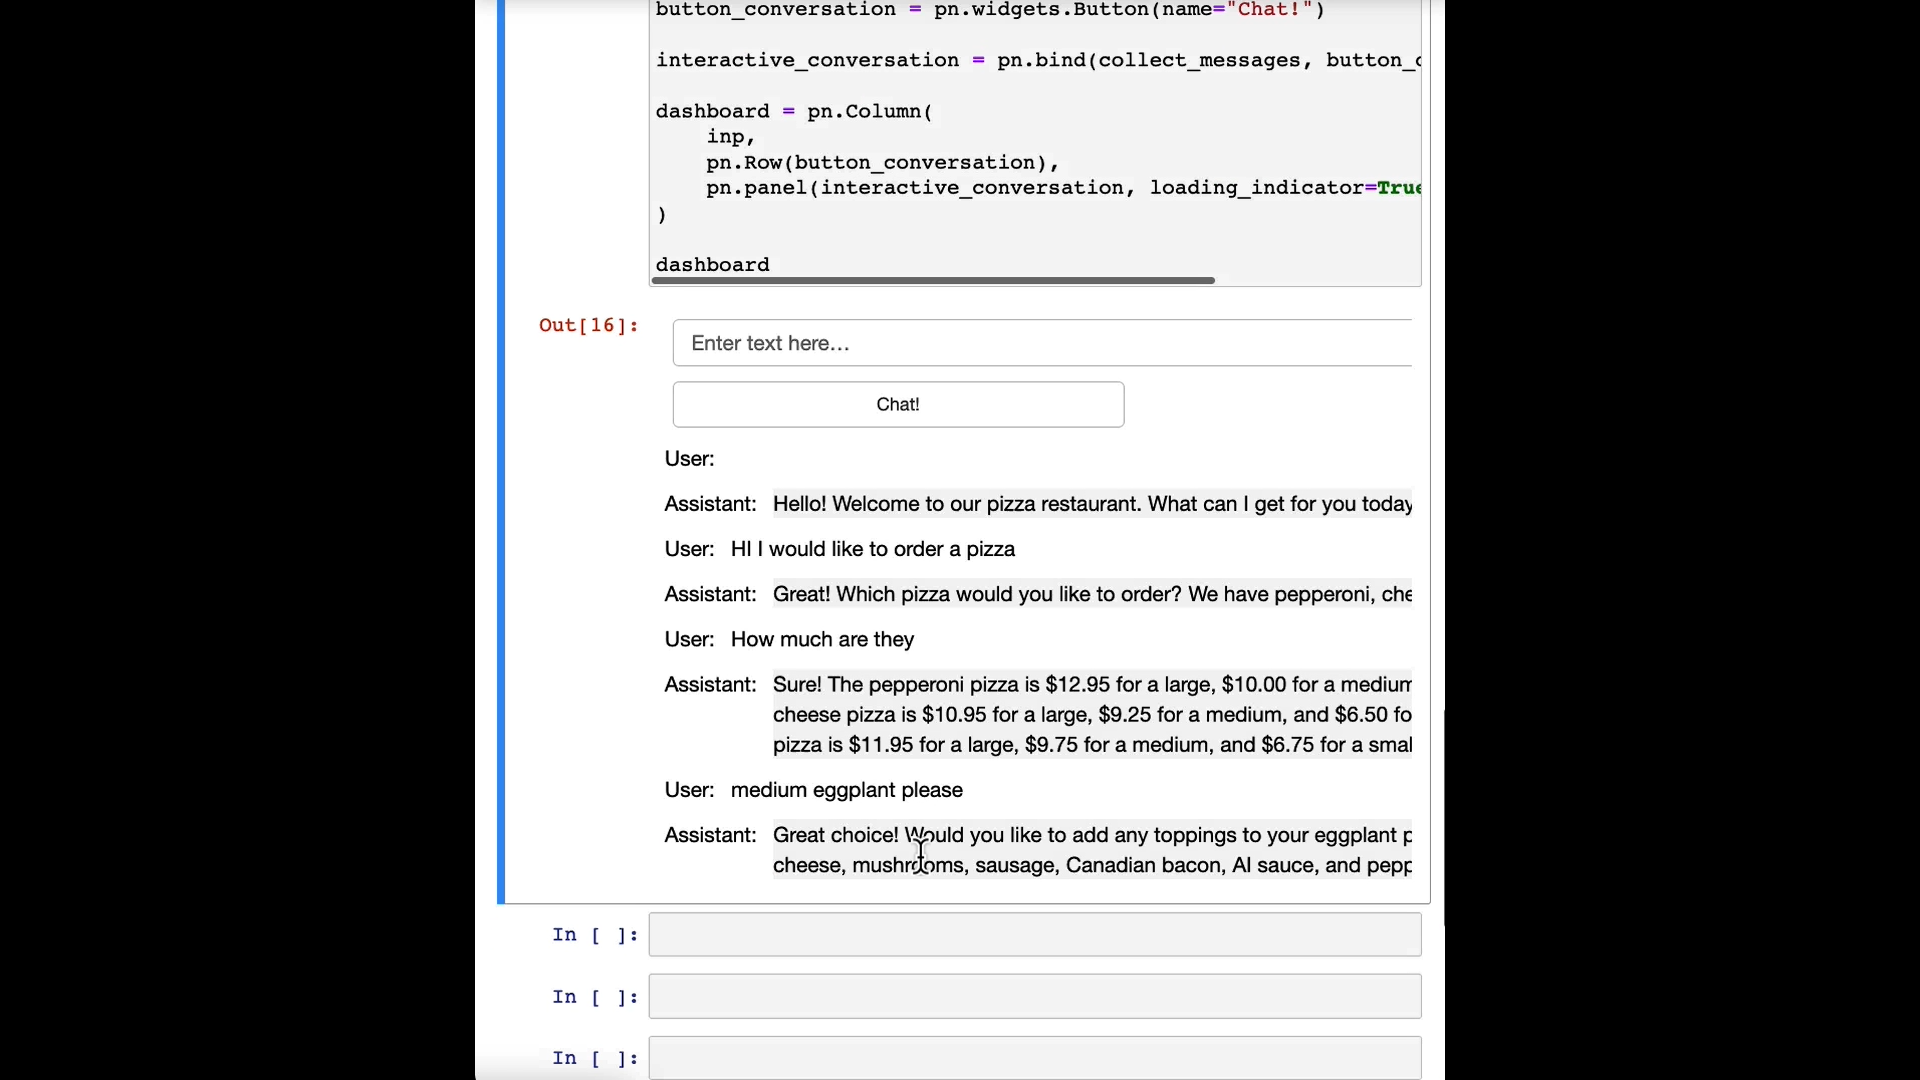 button_conversation = pn.widgets.Button(name="Chat!")
interactive_conversation = pn.bind(collect_messages, button_c
dashboard = pn.Column(
inp,
pn.Row(button_conversation),
pn.panel(interactive_conversation, loading_indicator=True
)
dashboard
Out[16]:
Enter text here…
Chat!
User:
Assistant: Hello! Welcome to our pizza restaurant. What can I get for you today
User: HI I would like to order a pizza
Assistant: Great! Which pizza would you like to order? We have pepperoni, che
User: How much are they
Assistant: Sure! The pepperoni pizza is $12.95 for a large, $10.00 for a medium
cheese pizza is $10.95 for a large, $9.25 for a medium, and $6.50 fo
pizza is $11.95 for a large, $9.75 for a medium, and $6.75 for a smal
User: medium eggplant please
Assistant: Great choice! Would you like to add any toppings to your eggplant p
cheese, mushrooms, sausage, Canadian bacon, AI sauce, and pepp
In [ ]:
In [ ]:
In [ ]: